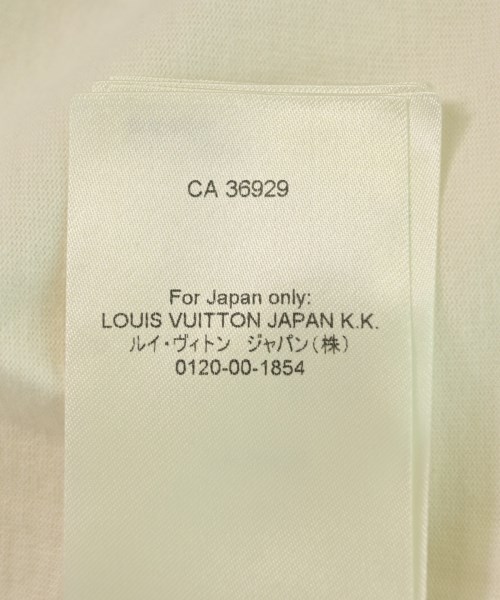 CA 36929
For Japan only:
LOUIS VUITTON JAPAN K.K.
ルイ・ヴィトン　ジャパン(株)
0120-00-1854